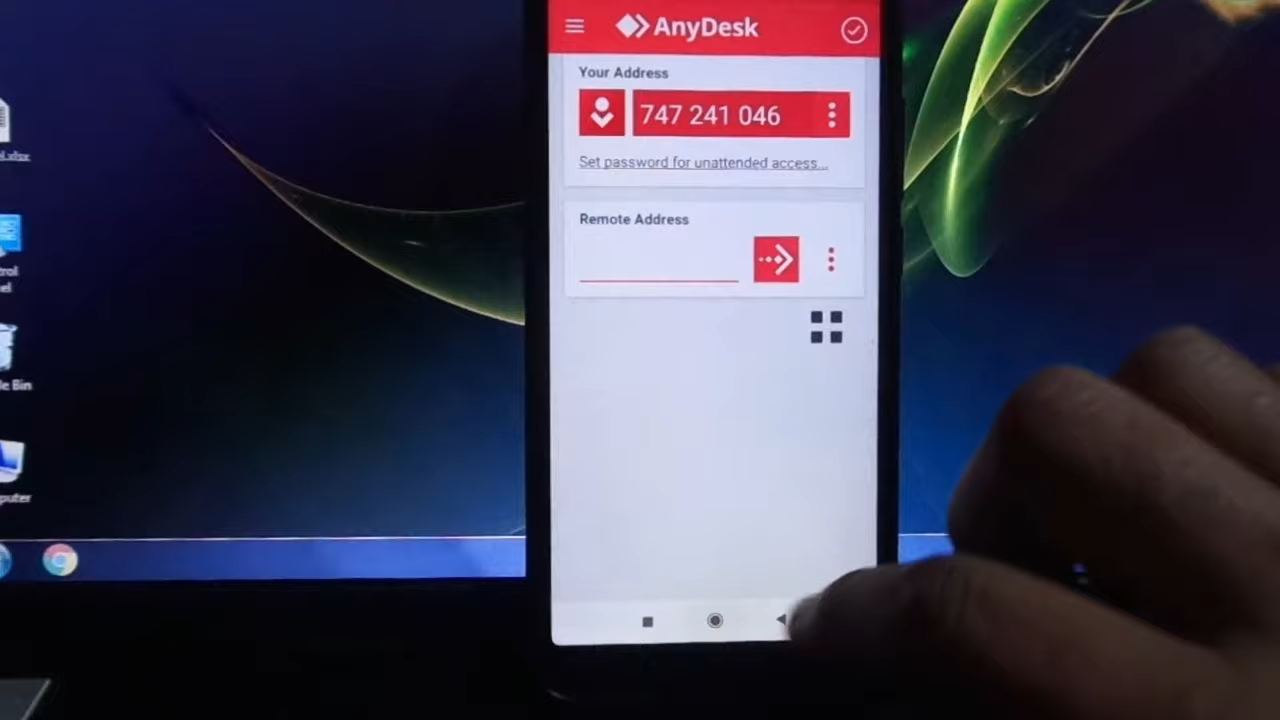 AnyDesk
Your Address
747 241 046
Set password for unattended access...
Remote Address